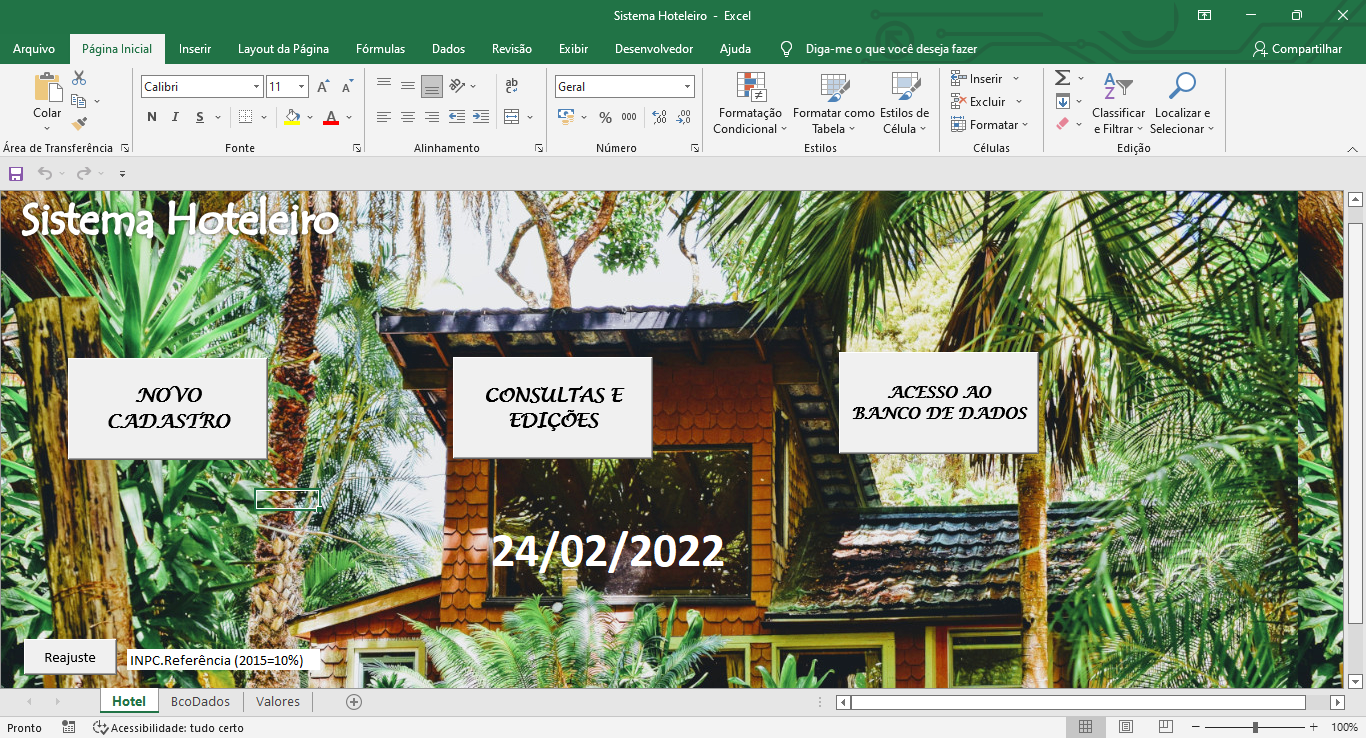 Sistema Hoteleiro - Excel
Arquivo Página Inicial Inserir Layout da Página Fórmulas Dados Revisão Exibir Desenvolvedor Ajuda Diga-me o que você deseja fazer Compartilhar
Colar
Área de Transferência
Calibri 11
N I S
Fonte
ab
Alinhamento
Geral
% 000
Número
Formatação Condicional
Formatar como Tabela
Estilos de Célula
Estilos
Inserir
Excluir
Formatar
Células
Classificar e Filtrar
Localizar e Selecionar
Edição
Sistema Hoteleiro
NOVO
CADASTRO
CONSULTAS E
EDIÇÕES
ACESSO AO
BANCO DE DADOS
24/02/2022
Reajuste
INPC.Referência (2015=10%)
Hotel BcoDados Valores
Pronto Acessibilidade: tudo certo 100%